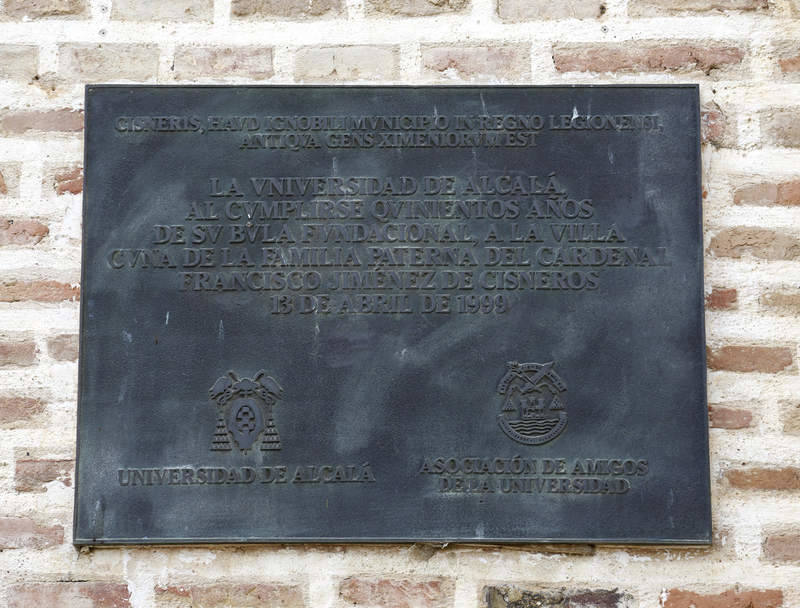 CISNERIS, HAVD IGNOBILI MVNICIPIO IN REGNO LEGIONENSI,
ANTIQVA GENS XIMENIORVM EST
LA VNIVERSIDAD DE ALCALÁ,
AL CVMPLIRSE QVINIENTOS AÑOS
DE SV BVLA FVNDACIONAL, A LA VILLA
CVNA DE LA FAMILIA PATERNA DEL CARDENAL
FRANCISCO JIMÉNEZ DE CISNEROS
13 DE ABRIL DE 1999
UNIVERSIDAD DE ALCALÁ
ASOCIACIÓN DE AMIGOS
DE LA UNIVERSIDAD